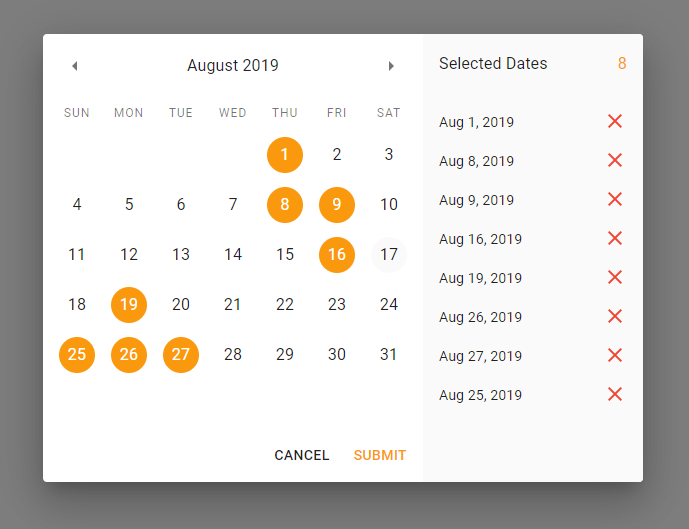 August 2019
SUN MON TUE WED THU FRI SAT
1 2 3
4 5 6 7 8 9 10
11 12 13 14 15 16 17
18 19 20 21 22 23 24
25 26 27 28 29 30 31
CANCEL SUBMIT
Selected Dates 8
Aug 1, 2019
Aug 8, 2019
Aug 9, 2019
Aug 16, 2019
Aug 19, 2019
Aug 26, 2019
Aug 27, 2019
Aug 25, 2019